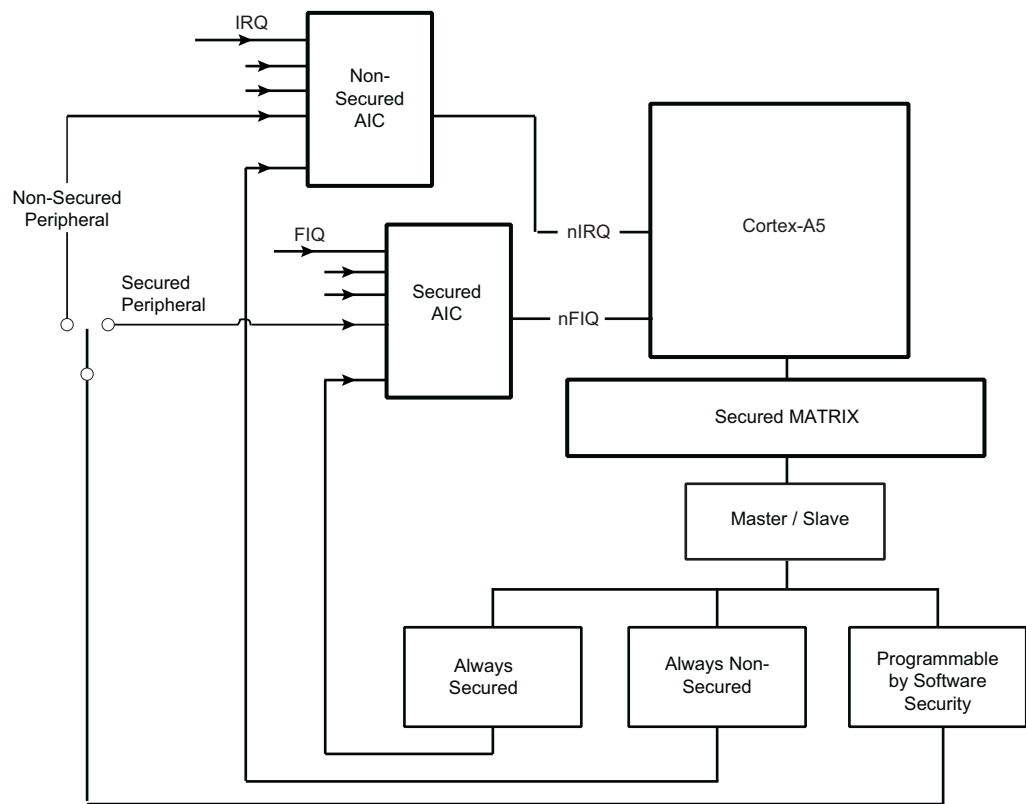 IRQ
Non-
Secured
AIC
Non-Secured
Peripheral
nIRQ
Cortex-A5
FIQ
Secured
Peripheral
Secured
AIC
nFIQ
Secured MATRIX
Master / Slave
Always
Secured
Always Non-
Secured
Programmable
by Software
Security